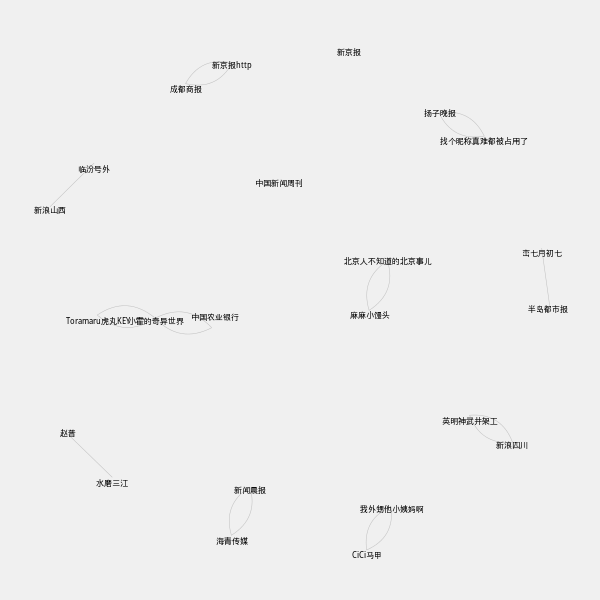 新京报
新京报http
成都商报
扬子晚报
找个昵称真难都被占用了
临汾号外
中国新闻周刊
新浪山西
蛮七月初七
北京人不知道的北京事儿
半岛都市报
麻麻小馒头
中国农业银行
Toramaru虎丸KEY
小霍的奇异世界
英明神武井架工
赵普
新浪四川
水磨三江
新闻晨报
我外甥他小姨妈啊
海青传媒
CiCi马甲